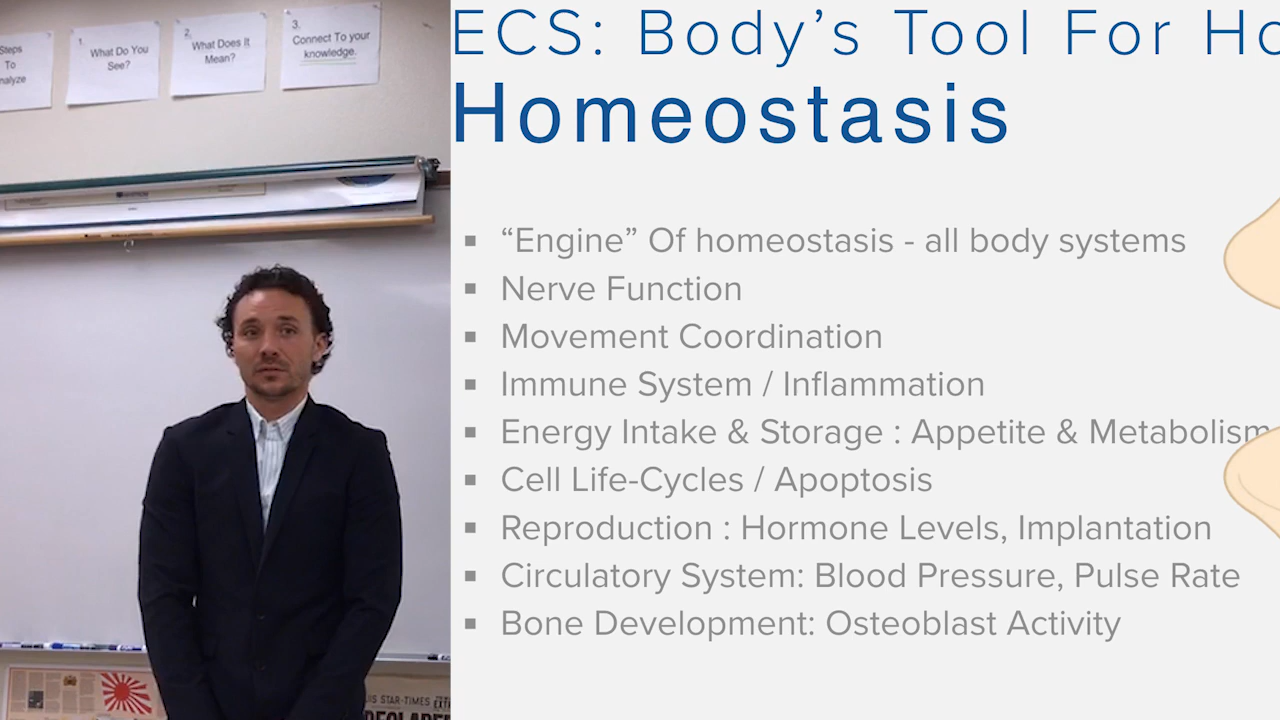 Steps
To
nalyze
1.
What Do You
See?
2.
What Does It
Mean?
3.
Connect To your
knowledge.
ECS: Body’s Tool For Ho
Homeostasis
▪ “Engine” Of homeostasis - all body systems
▪ Nerve Function
▪ Movement Coordination
▪ Immune System / Inflammation
▪ Energy Intake & Storage : Appetite & Metabolism
▪ Cell Life-Cycles / Apoptosis
▪ Reproduction : Hormone Levels, Implantation
▪ Circulatory System: Blood Pressure, Pulse Rate
▪ Bone Development: Osteoblast Activity
UIS STAR-TIMES